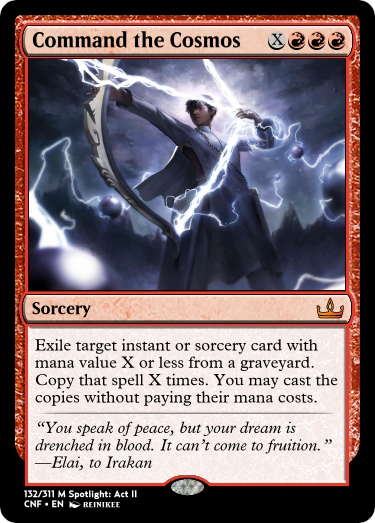 Command the Cosmos X
Sorcery
Exile target instant or sorcery card with
mana value X or less from a graveyard.
Copy that spell X times. You may cast the
copies without paying their mana costs.
“You speak of peace, but your dream is
drenched in blood. It can’t come to fruition.”
—Elai, to Irakan
132/311 M Spotlight: Act II
CNF • EN REINIKEE